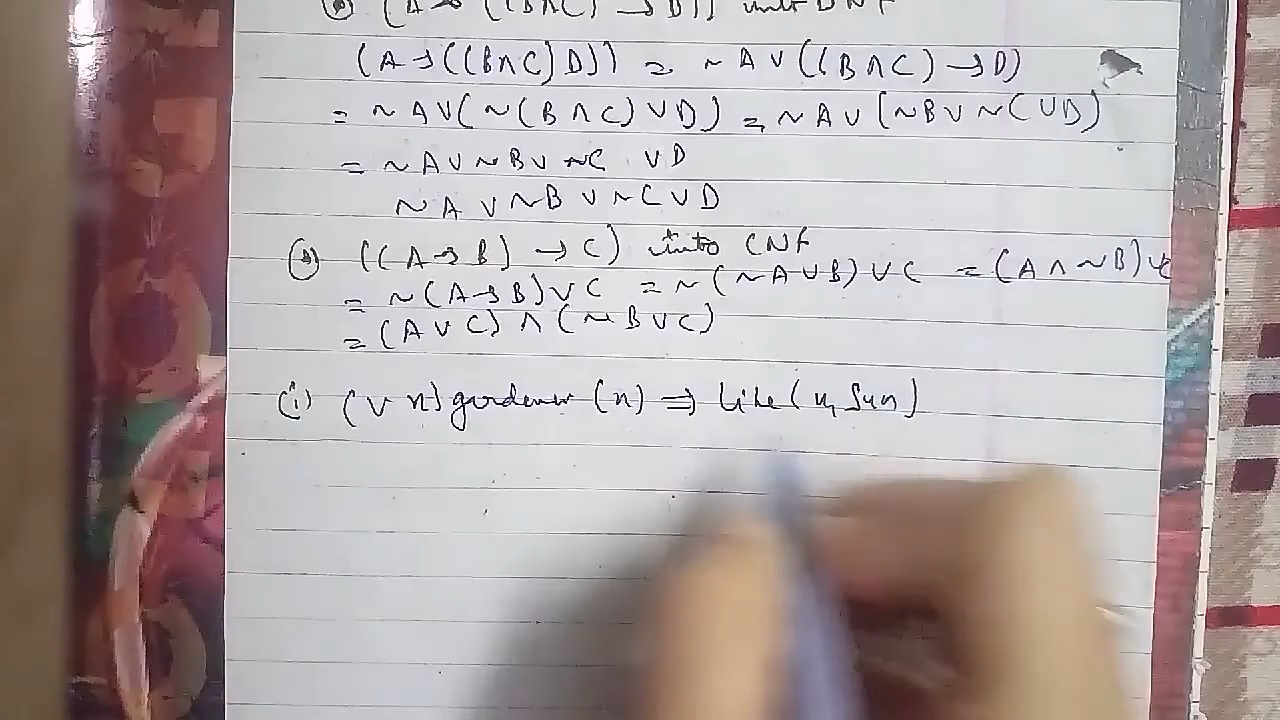 (A → ((B ∧ C) → D)) into DNF
(A → ((B ∧ C) D)) = ~ A ∨ ((B ∧ C) → D)
= ~ A ∨ (~ (B ∧ C) ∨ D) = ~ A ∨ (~ B ∨ ~ C ∨ D)
= ~ A ∨ ~ B ∨ ~ C ∨ D
~ A ∨ ~ B ∨ ~ C ∨ D
((A → B) → C) into CNF
= ~ (A → B) ∨ C = ~ (~ A ∨ B) ∨ C = (A ∧ ~ B) ∨ C
= (A ∨ C) ∧ (~ B ∨ C)
(i) (∀ x) gardener (x) ⇒ like (x, Sun)